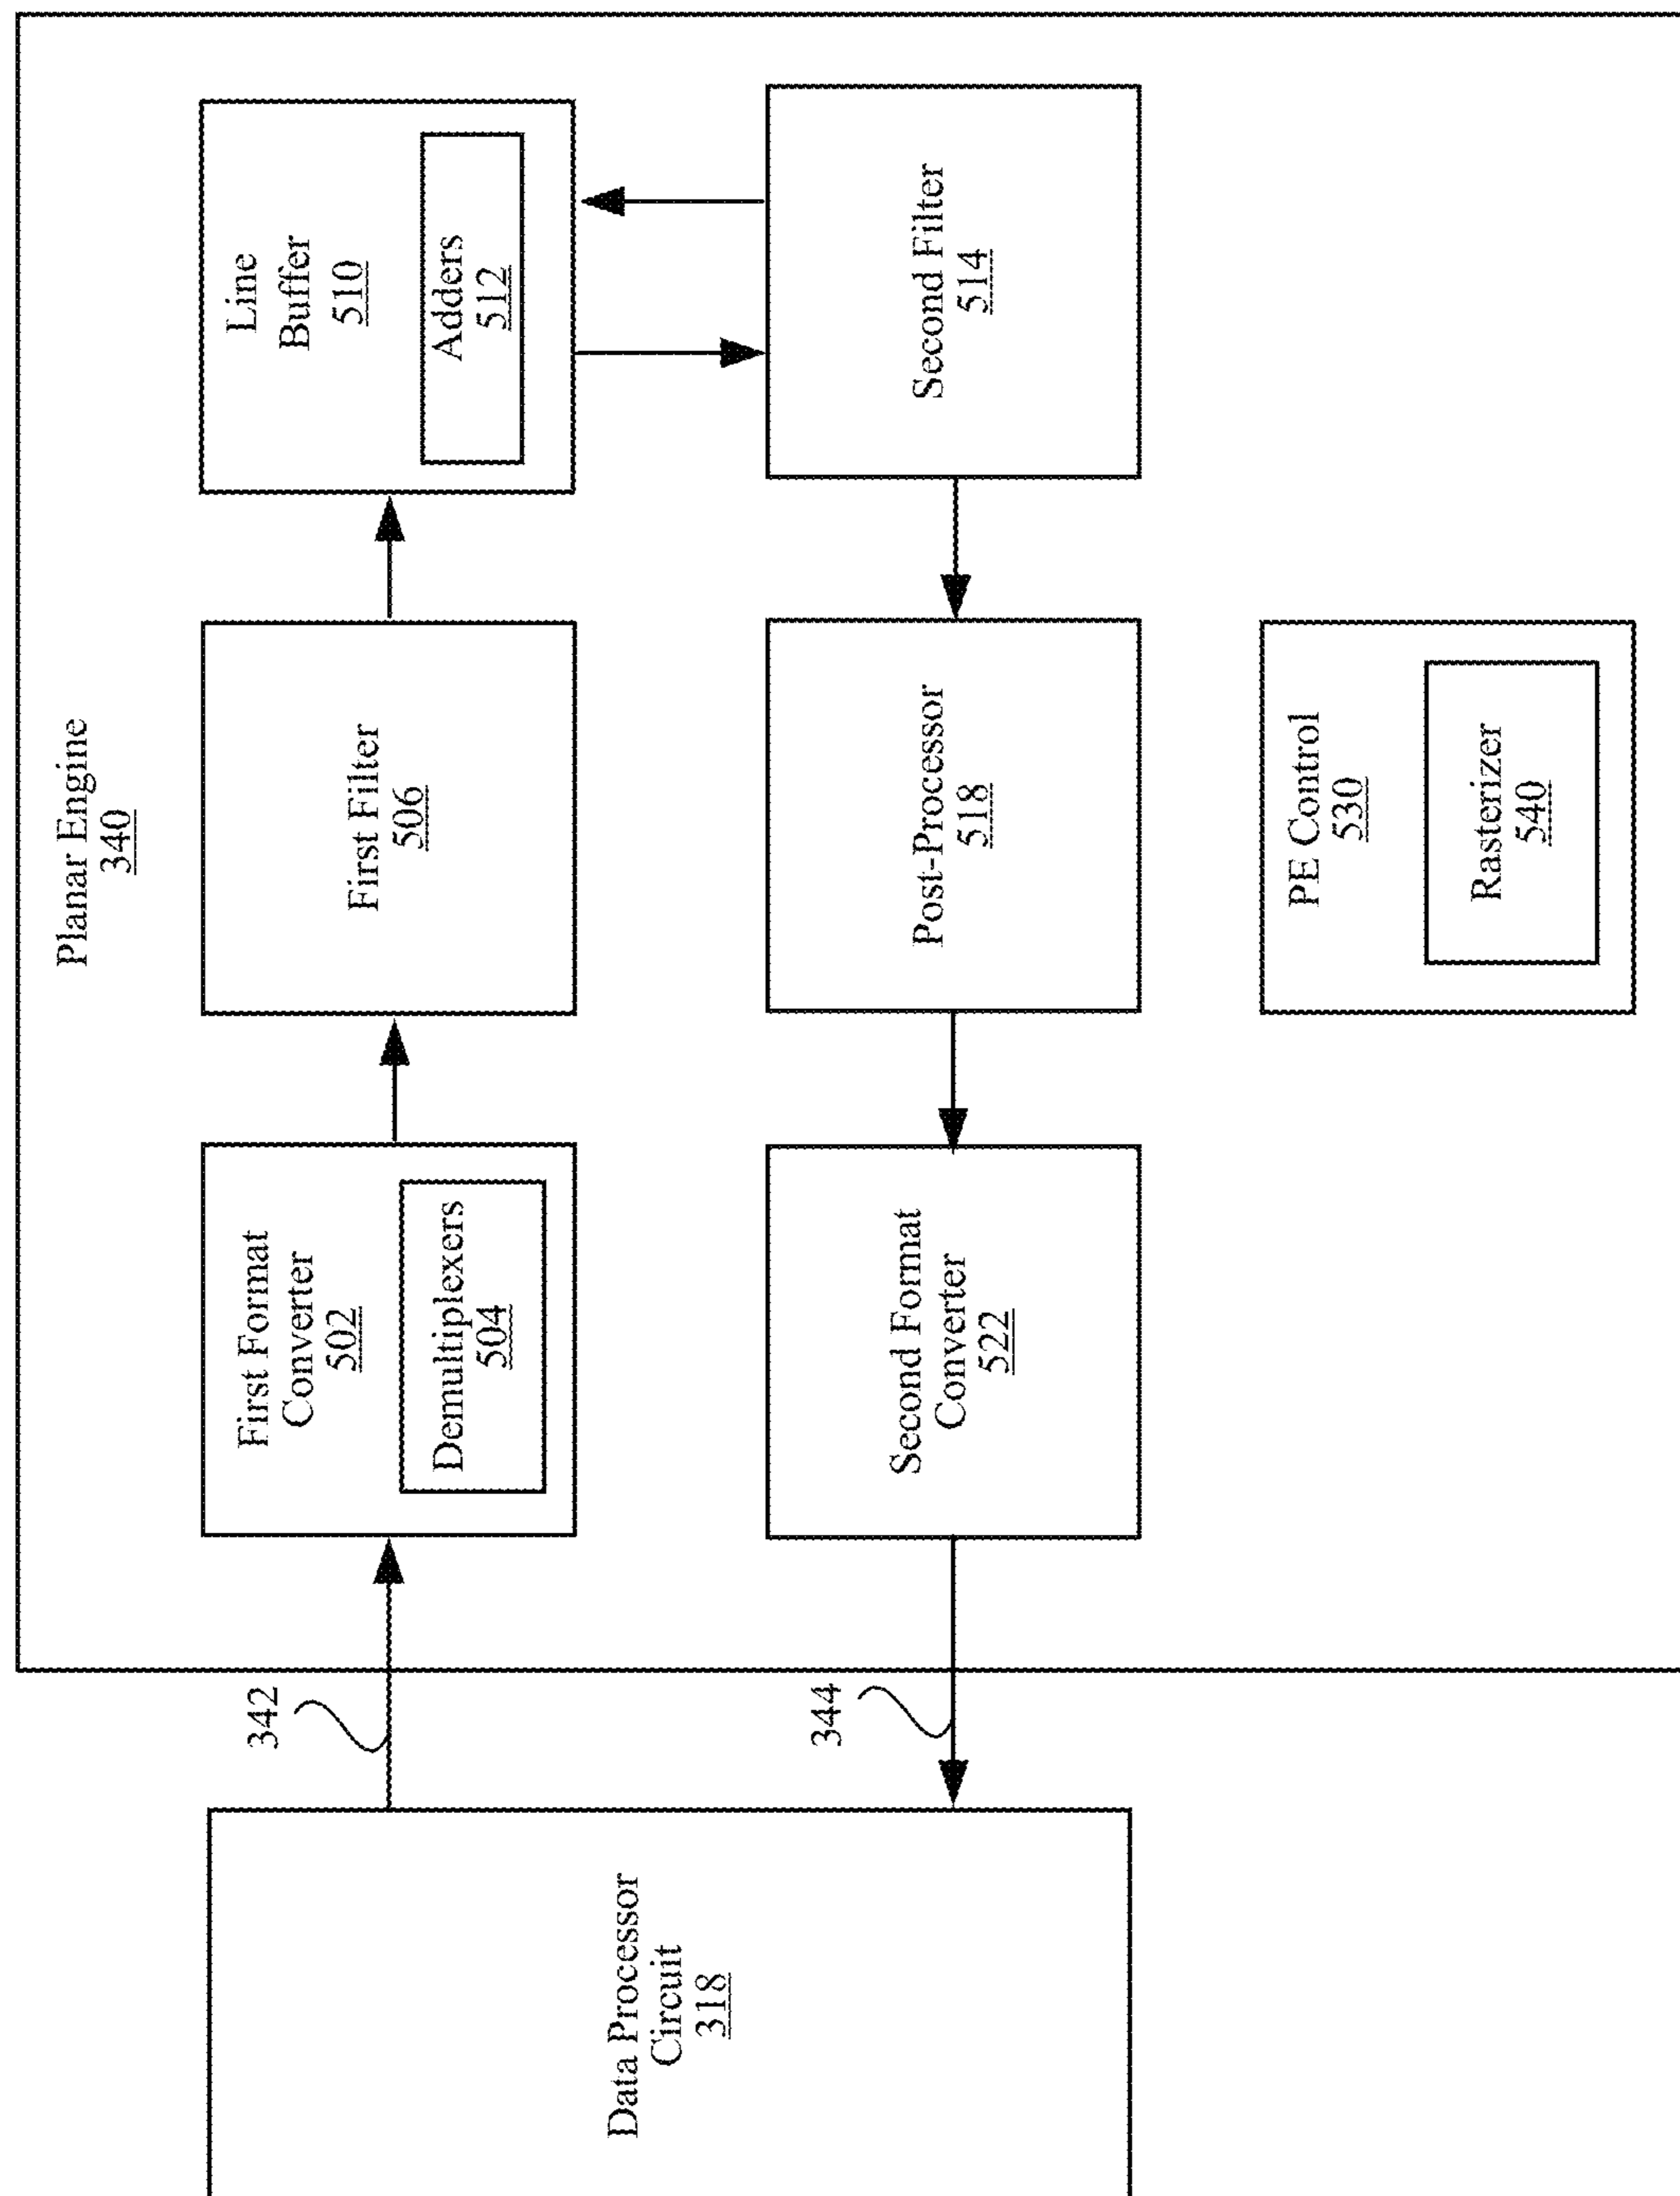 Planar Engine
340
First Format
Converter
502
Demultiplexers
504
First Filter
506
Line
Buffer
510
Adders
512
Second Filter
514
Post-Processor
518
Second Format
Converter
522
PE Control
530
Rasterizer
540
342
344
Data Processor
Circuit
318